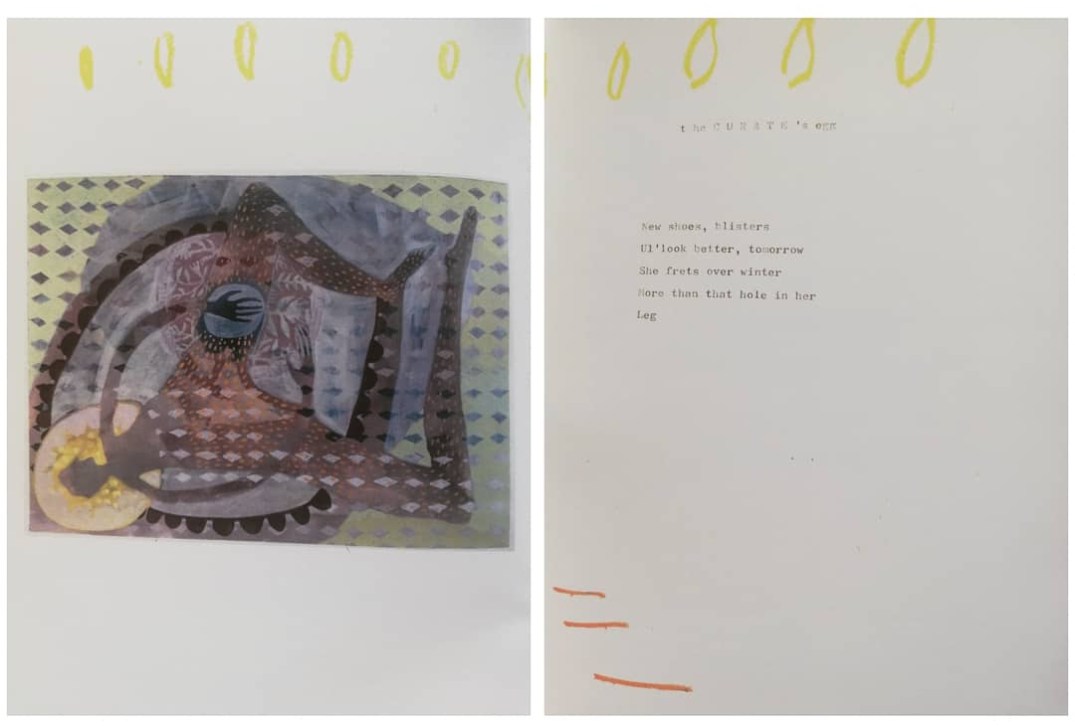 the CURATE's egg
New shoes, blisters
Ul'look better, tomorrow
She frets over winter
More than that hole in her
Leg